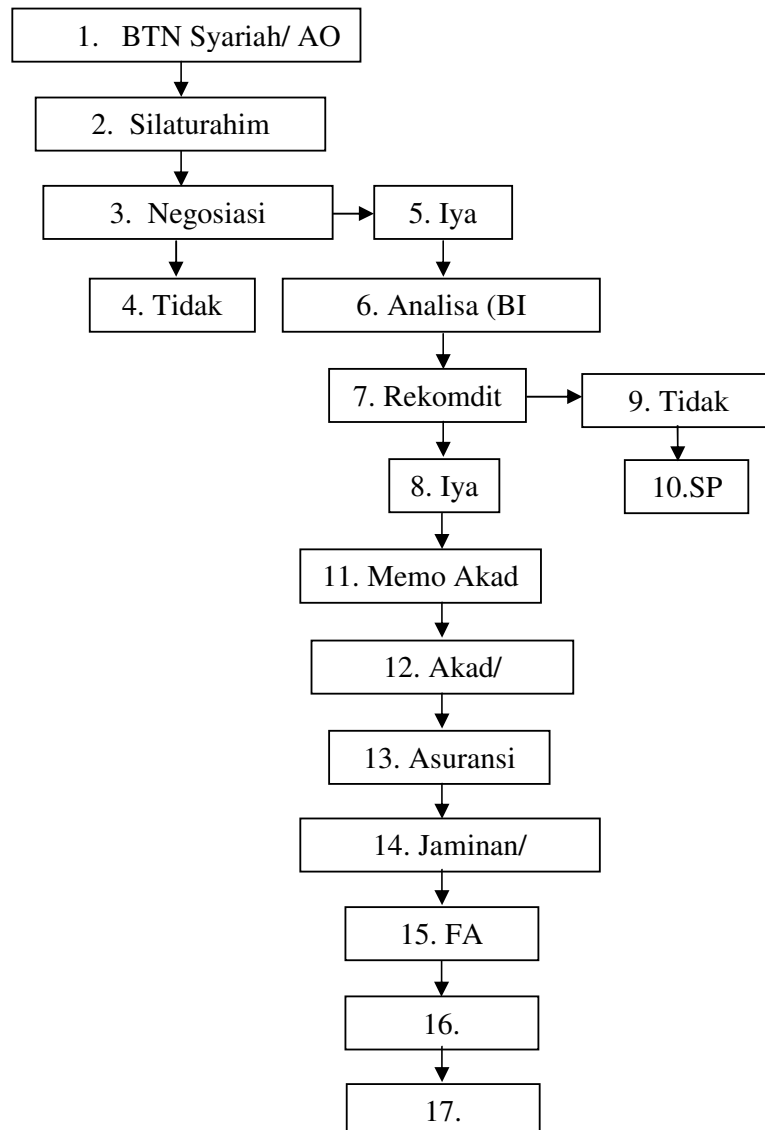 1. BTN Syariah/ AO
2. Silaturahim
3. Negosiasi
5. Iya
4. Tidak
6. Analisa (BI
7. Rekomdit
9. Tidak
8. Iya
10.SP
11. Memo Akad
12. Akad/
13. Asuransi
14. Jaminan/
15. FA
16.
17.